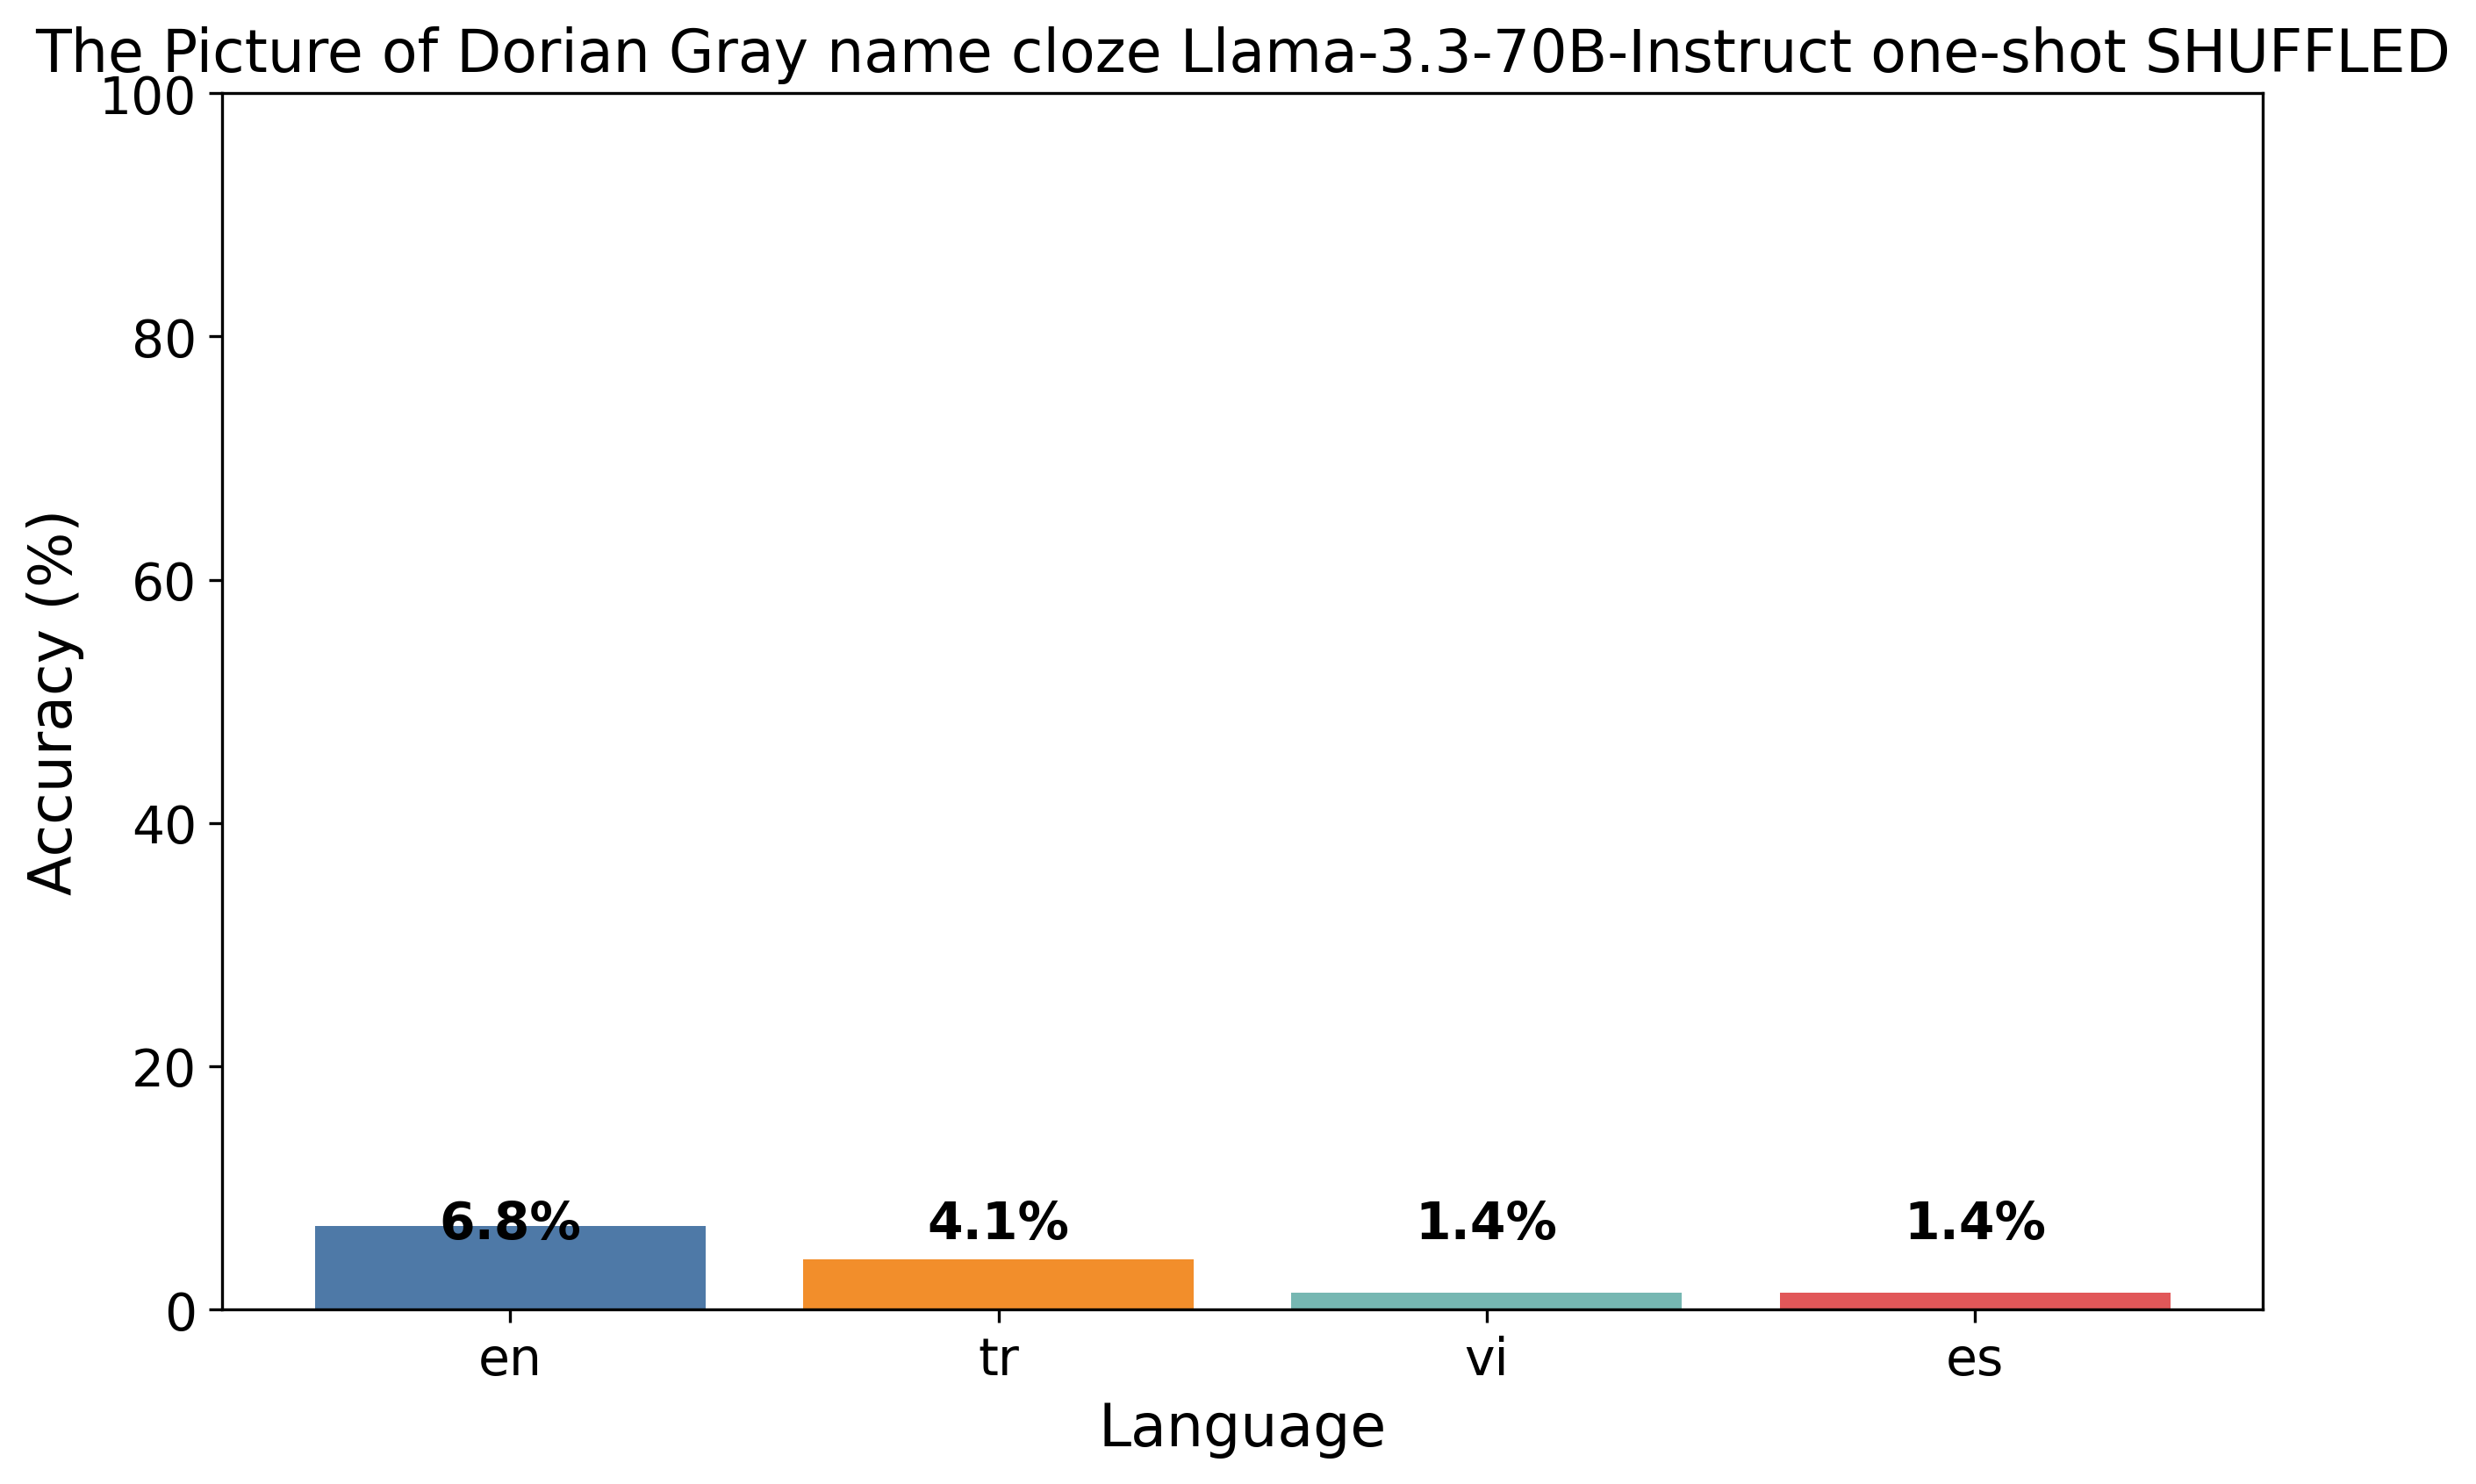 The Picture of Dorian Gray name cloze Llama-3.3-70B-Instruct one-shot SHUFFLED
100
80
60
40
20
0
Accuracy (%)
6.8%
4.1%
1.4%
1.4%
en
tr
vi
es
Language